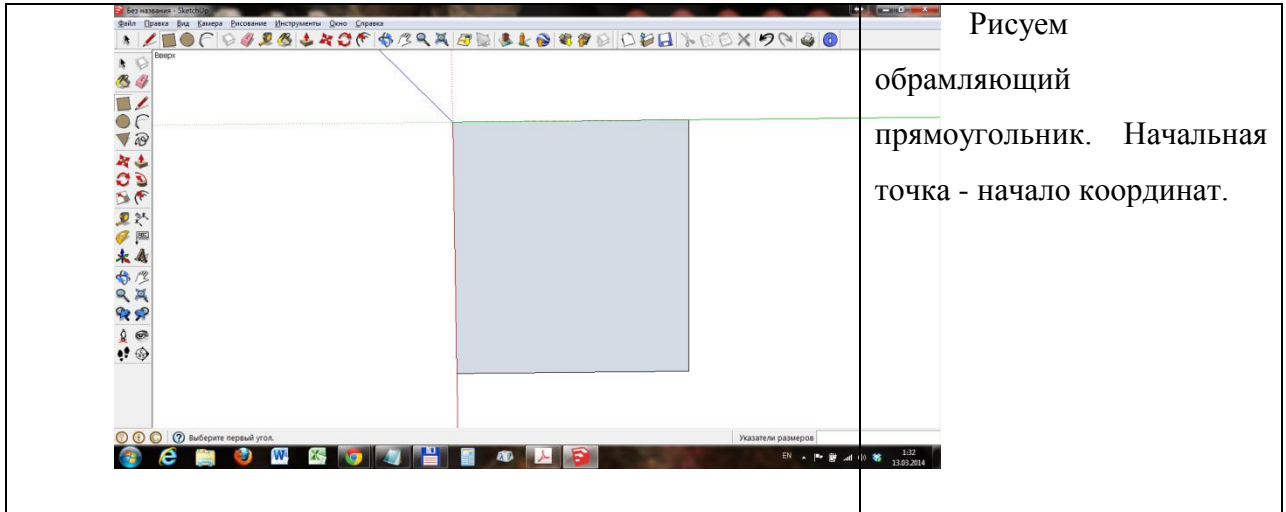 Без названия - SketchUp
Файл Правка Вид Камера Рисование Инструменты Окно Справка
Вверх
Выберите первый угол.
Указатели размеров
EN
1:32
13.03.2014
Рисуем
обрамляющий
прямоугольник. Начальная
точка - начало координат.